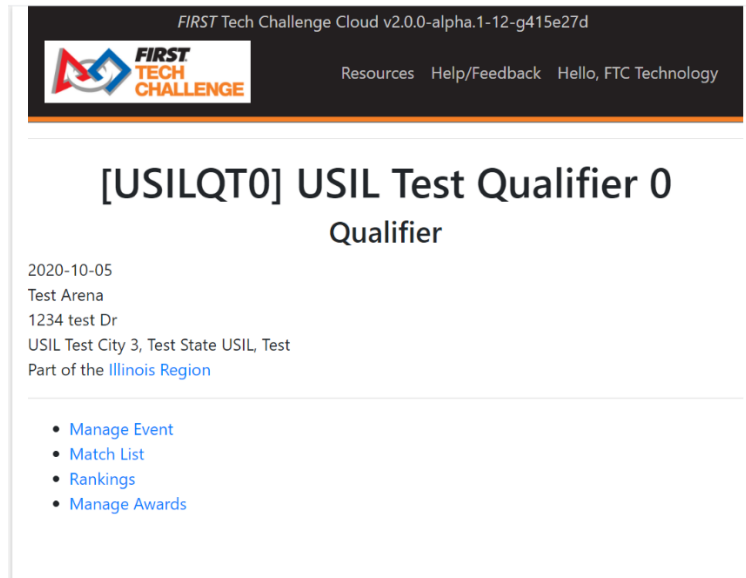 FIRST Tech Challenge Cloud v2.0.0-alpha.1-12-g415e27d
FIRST
TECH
CHALLENGE
Resources Help/Feedback Hello, FTC Technology
[USILQT0] USIL Test Qualifier 0
Qualifier
2020-10-05
Test Arena
1234 test Dr
USIL Test City 3, Test State USIL, Test
Part of the Illinois Region
Manage Event
Match List
Rankings
Manage Awards